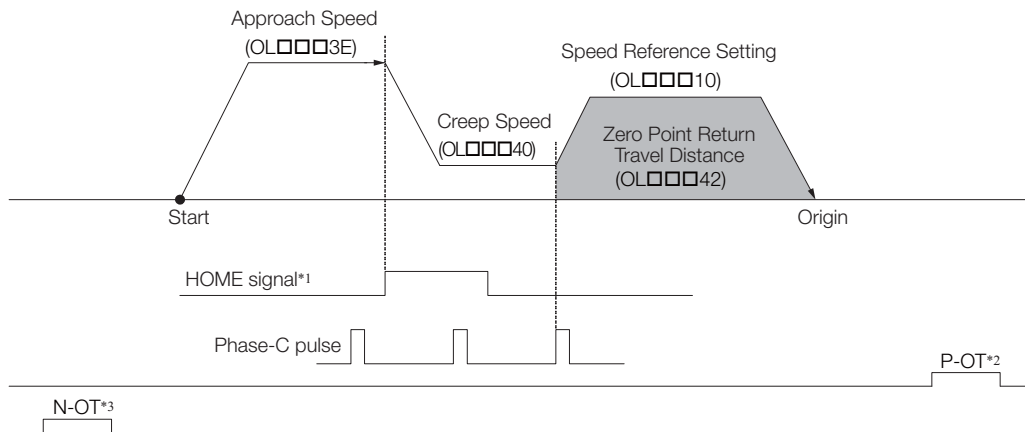 Approach Speed
(OL□□□3E)
Speed Reference Setting
(OL□□□10)
Creep Speed
(OL□□□40)
Zero Point Return
Travel Distance
(OL□□□42)
Start
Origin
HOME signal*1
Phase-C pulse
P-OT*2
N-OT*3